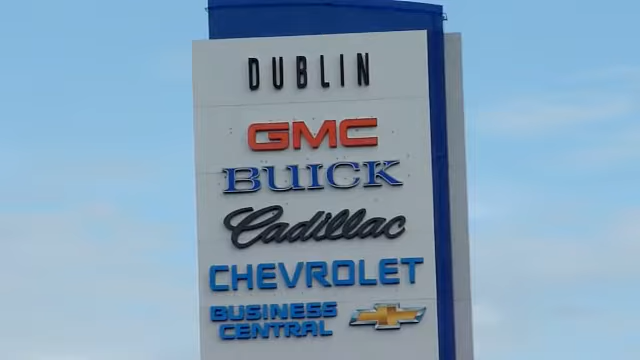 DUBLIN
GMC
BUICK
Cadillac
CHEVROLET
BUSINESS
CENTRAL